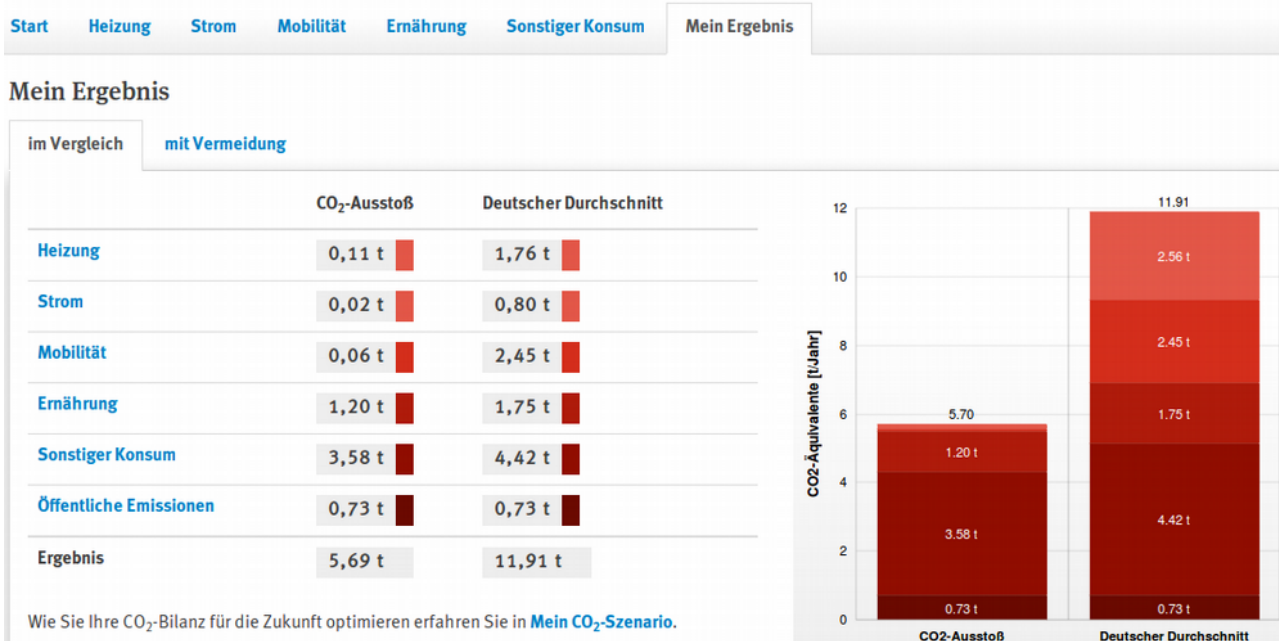 Start Heizung Strom Mobilität Ernährung Sonstiger Konsum Mein Ergebnis
Mein Ergebnis
im Vergleich mit Vermeidung
CO₂-Ausstoß Deutscher Durchschnitt
Heizung 0,11 t 1,76 t
Strom 0,02 t 0,80 t
Mobilität 0,06 t 2,45 t
Ernährung 1,20 t 1,75 t
Sonstiger Konsum 3,58 t 4,42 t
Öffentliche Emissionen 0,73 t 0,73 t
Ergebnis 5,69 t 11,91 t
Wie Sie Ihre CO₂-Bilanz für die Zukunft optimieren erfahren Sie in Mein CO₂-Szenario.
CO2-Äquivalente [t/Jahr]
12
10
8
6
4
2
0
5.70
1.20 t
3.58 t
0.73 t
11.91
2.56 t
2.45 t
1.75 t
4.42 t
0.73 t
CO2-Ausstoß Deutscher Durchschnitt